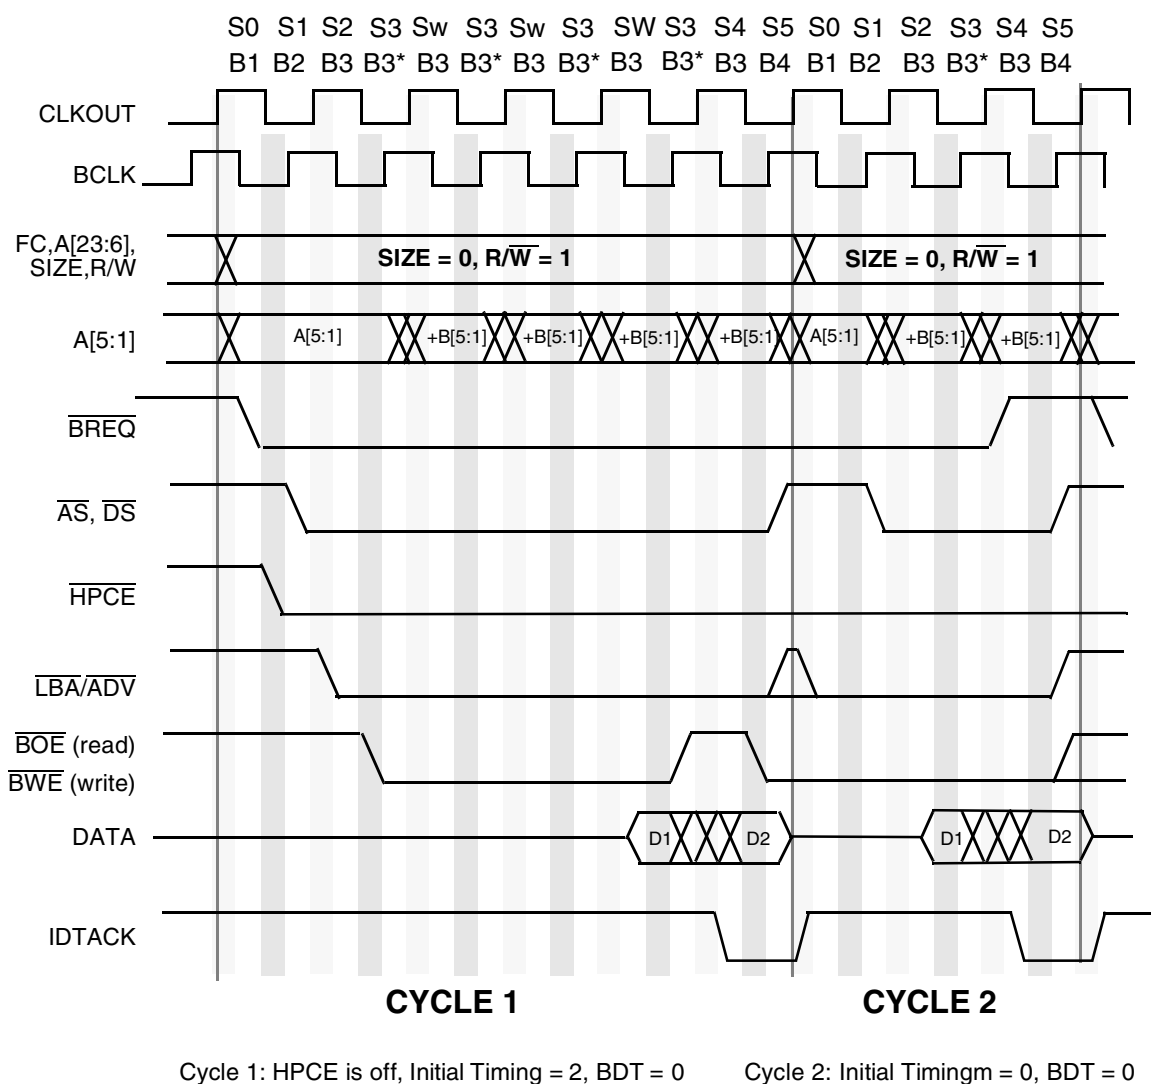 S0 S1 S2 S3 Sw S3 Sw S3 SW S3 S4 S5 S0 S1 S2 S3 S4 S5
B1 B2 B3 B3* B3 B3* B3 B3* B3 B3* B3 B4 B1 B2 B3 B3* B3 B4
CLKOUT
BCLK
FC,A[23:6],
SIZE,R/W
SIZE = 0, R/W̅ = 1 SIZE = 0, R/W̅ = 1
A[5:1] A[5:1] +B[5:1] +B[5:1] +B[5:1] +B[5:1] A[5:1] +B[5:1] +B[5:1]
BREQ
AS, DS
HPCE
LBA/ADV
BOE (read)
BWE (write)
DATA D1 D2 D1 D2
IDTACK
CYCLE 1 CYCLE 2
Cycle 1: HPCE is off, Initial Timing = 2, BDT = 0 Cycle 2: Initial Timingm = 0, BDT = 0